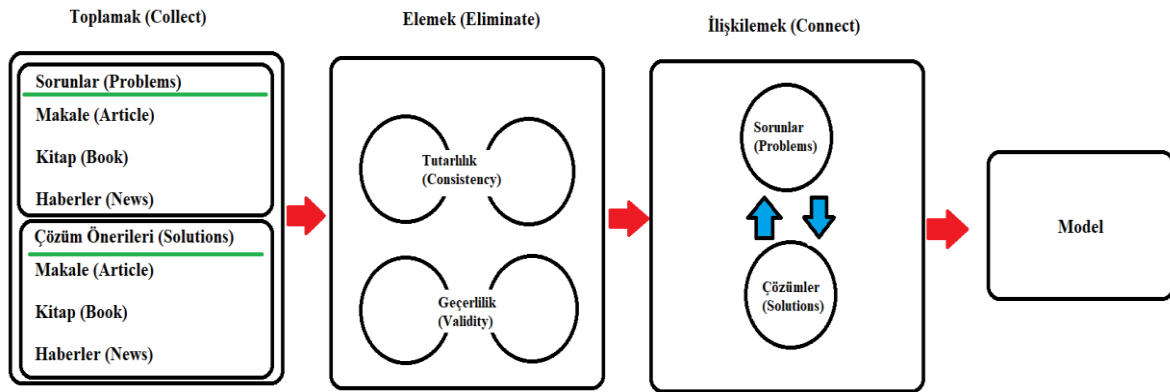 Toplamak (Collect)
Sorunlar (Problems)
Makale (Article)
Kitap (Book)
Haberler (News)
Çözüm Önerileri (Solutions)
Makale (Article)
Kitap (Book)
Haberler (News)
Elemek (Eliminate)
Tutarlılık
(Consistency)
Geçerlilik
(Validity)
İlişkilemek (Connect)
Sorunlar
(Problems)
Çözümler
(Solutions)
Model